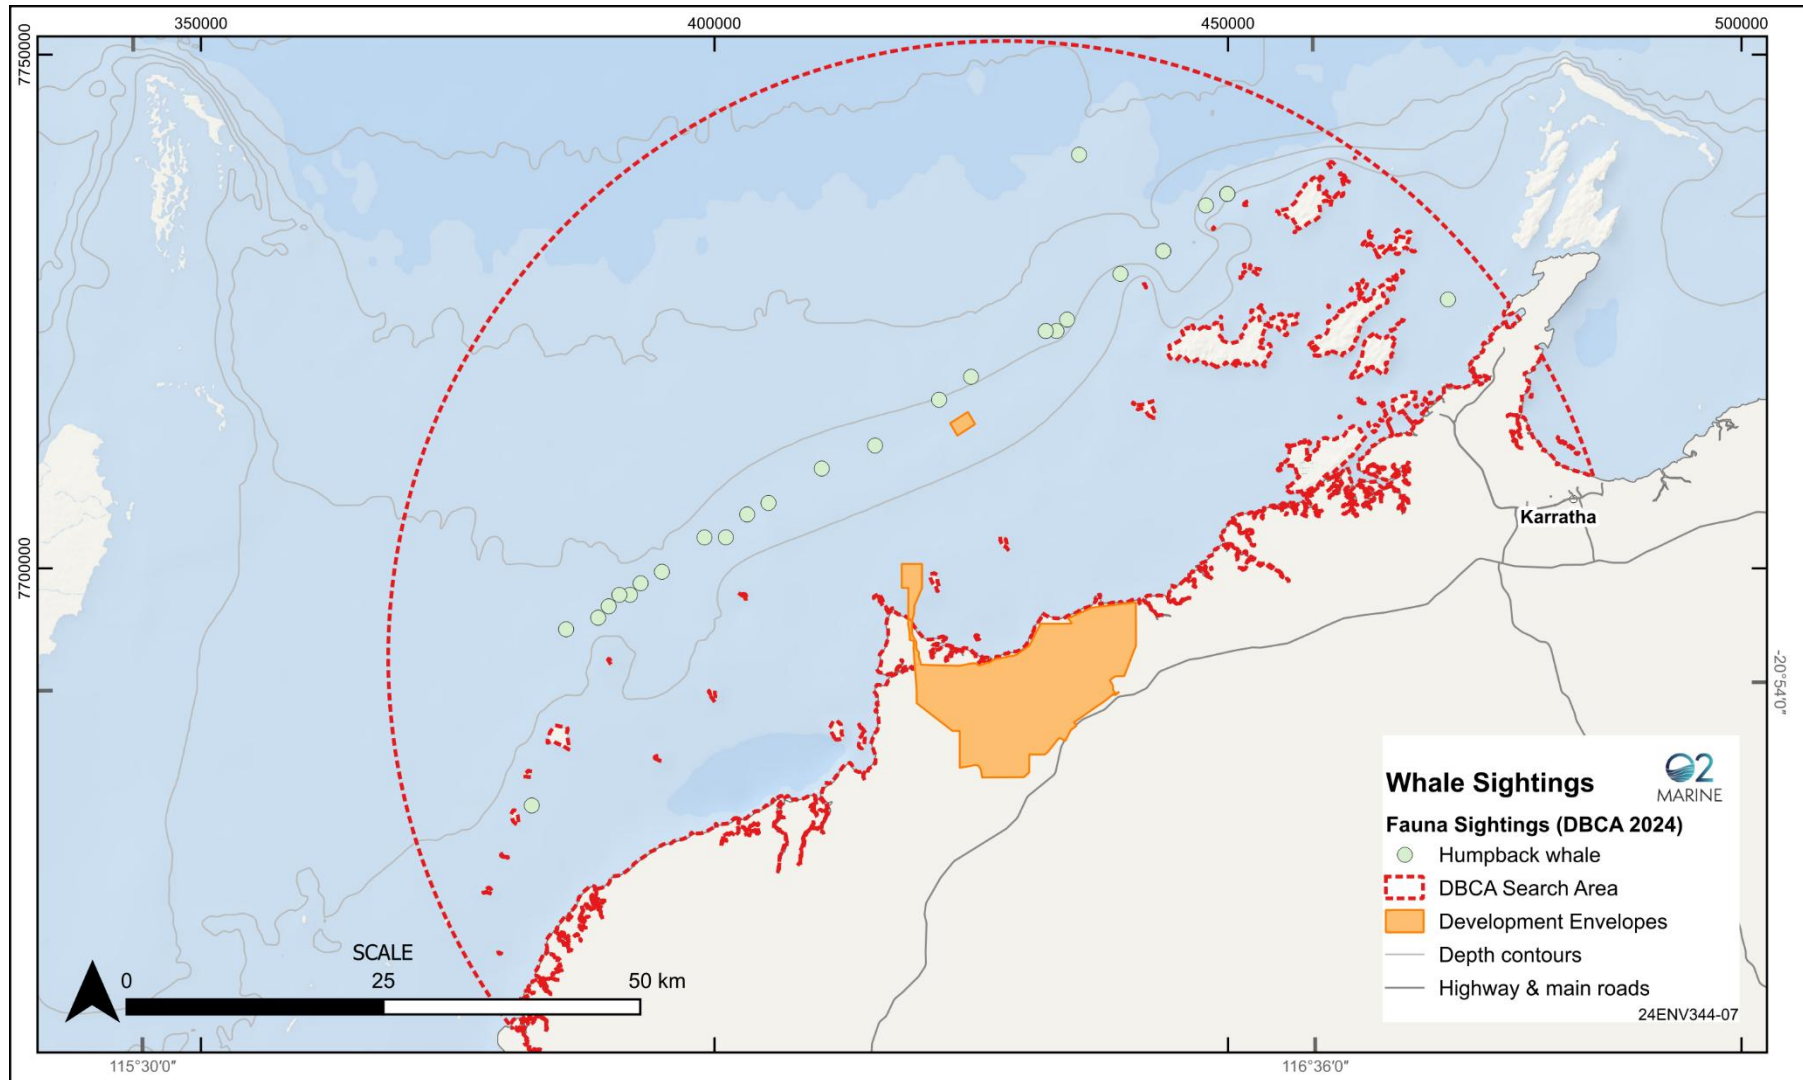 350000
400000
450000
500000
7750000
7700000
Karratha
-20°54'0"
Whale Sightings
O2
MARINE
Fauna Sightings (DBCA 2024)
Humpback whale
DBCA Search Area
Development Envelopes
Depth contours
Highway & main roads
24ENV344-07
SCALE
0
25
50 km
115°30'0"
116°36'0"